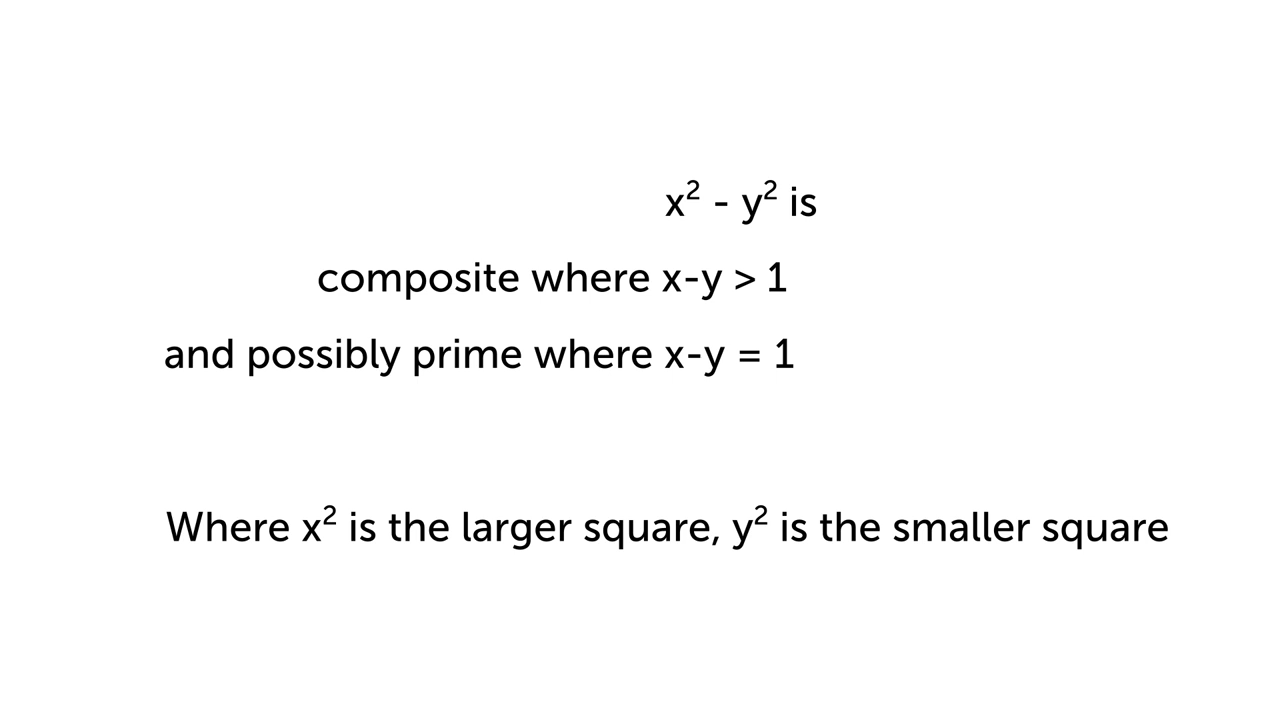 x² - y² is
composite where x-y > 1
and possibly prime where x-y = 1
Where x² is the larger square, y² is the smaller square